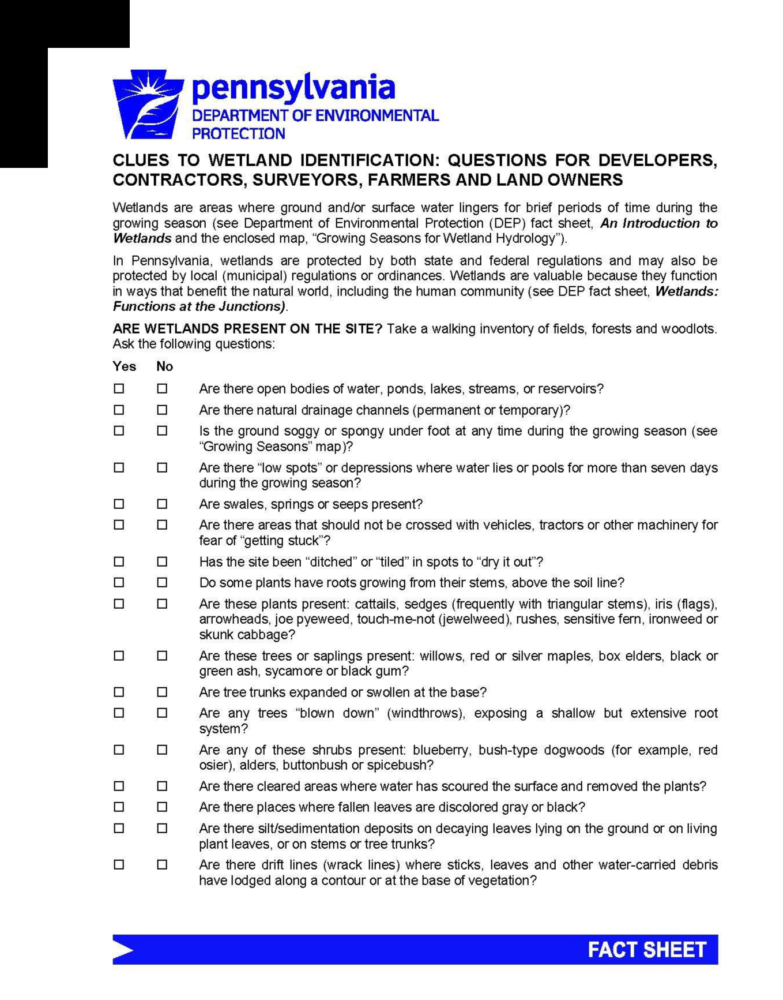 pennsylvania
DEPARTMENT OF ENVIRONMENTAL
PROTECTION
CLUES TO WETLAND IDENTIFICATION: QUESTIONS FOR DEVELOPERS,
CONTRACTORS, SURVEYORS, FARMERS AND LAND OWNERS
Wetlands are areas where ground and/or surface water lingers for brief periods of time during the
growing season (see Department of Environmental Protection (DEP) fact sheet, An Introduction to
Wetlands and the enclosed map, “Growing Seasons for Wetland Hydrology”).
In Pennsylvania, wetlands are protected by both state and federal regulations and may also be
protected by local (municipal) regulations or ordinances. Wetlands are valuable because they function
in ways that benefit the natural world, including the human community (see DEP fact sheet, Wetlands:
Functions at the Junctions).
ARE WETLANDS PRESENT ON THE SITE? Take a walking inventory of fields, forests and woodlots.
Ask the following questions:
Yes No
☐ ☐ Are there open bodies of water, ponds, lakes, streams, or reservoirs?
☐ ☐ Are there natural drainage channels (permanent or temporary)?
☐ ☐ Is the ground soggy or spongy under foot at any time during the growing season (see
“Growing Seasons” map)?
☐ ☐ Are there “low spots” or depressions where water lies or pools for more than seven days
during the growing season?
☐ ☐ Are swales, springs or seeps present?
☐ ☐ Are there areas that should not be crossed with vehicles, tractors or other machinery for
fear of “getting stuck”?
☐ ☐ Has the site been “ditched” or “tiled” in spots to “dry it out”?
☐ ☐ Do some plants have roots growing from their stems, above the soil line?
☐ ☐ Are these plants present: cattails, sedges (frequently with triangular stems), iris (flags),
arrowheads, joe pyeweed, touch-me-not (jewelweed), rushes, sensitive fern, ironweed or
skunk cabbage?
☐ ☐ Are these trees or saplings present: willows, red or silver maples, box elders, black or
green ash, sycamore or black gum?
☐ ☐ Are tree trunks expanded or swollen at the base?
☐ ☐ Are any trees “blown down” (windthrows), exposing a shallow but extensive root
system?
☐ ☐ Are any of these shrubs present: blueberry, bush-type dogwoods (for example, red
osier), alders, buttonbush or spicebush?
☐ ☐ Are there cleared areas where water has scoured the surface and removed the plants?
☐ ☐ Are there places where fallen leaves are discolored gray or black?
☐ ☐ Are there silt/sedimentation deposits on decaying leaves lying on the ground or on living
plant leaves, or on stems or tree trunks?
☐ ☐ Are there drift lines (wrack lines) where sticks, leaves and other water-carried debris
have lodged along a contour or at the base of vegetation?
FACT SHEET